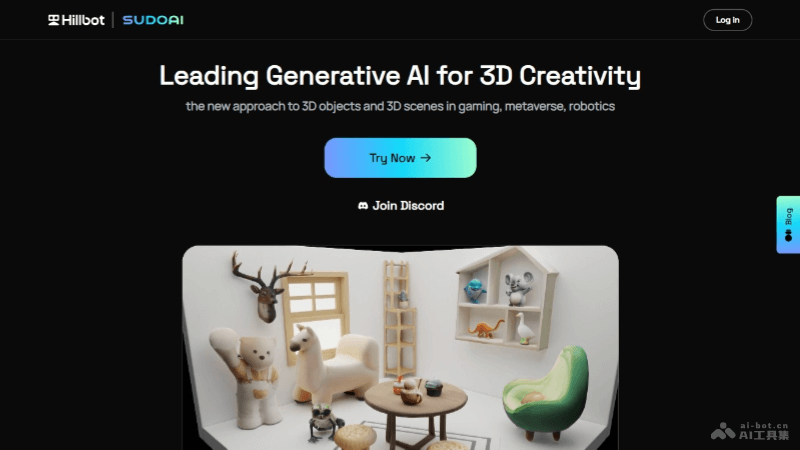 Hillbot | SUDOAI
Log In
Leading Generative AI for 3D Creativity
the new approach to 3D objects and 3D scenes in gaming, metaverse, robotics
Try Now →
Join Discord
Blog
ai-bot.cn
AI工具集